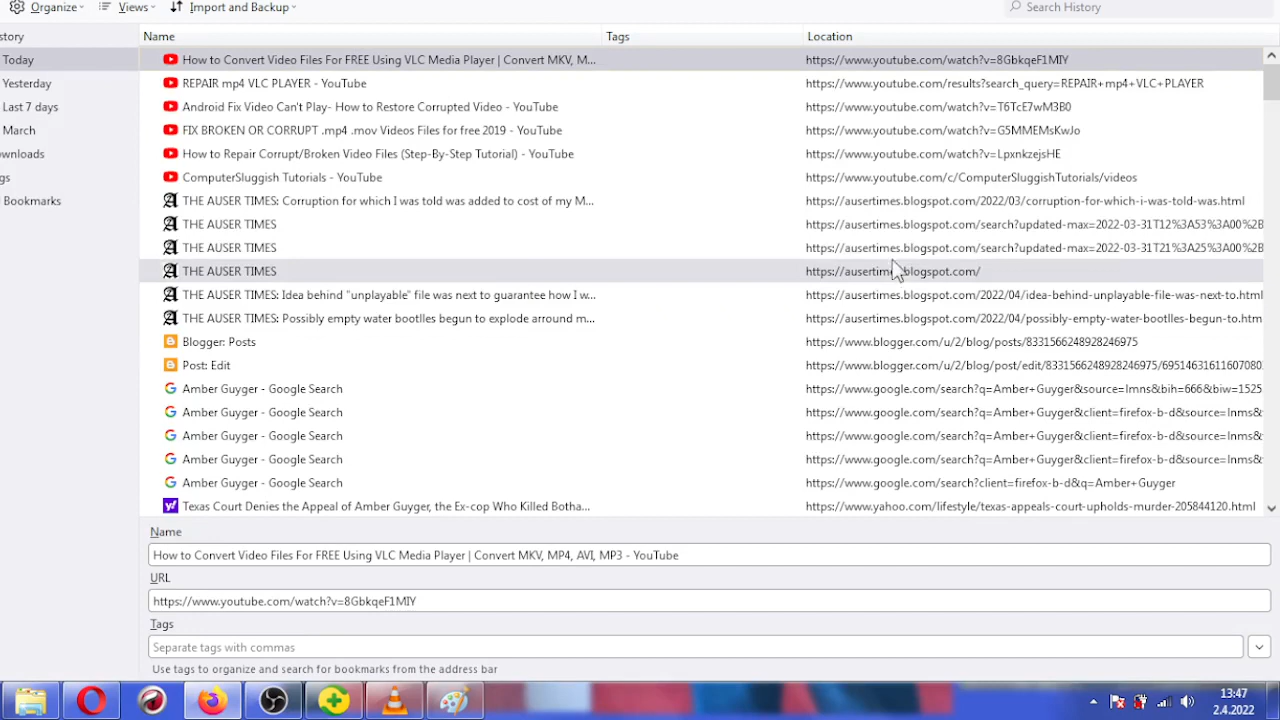 Organize Views Import and Backup Search History
story Name Tags Location
Today How to Convert Video Files For FREE Using VLC Media Player | Convert MKV, M... https://www.youtube.com/watch?v=8GbkqeF1MIY
Yesterday REPAIR mp4 VLC PLAYER - YouTube https://www.youtube.com/results?search_query=REPAIR+mp4+VLC+PLAYER
Last 7 days Android Fix Video Can't Play- How to Restore Corrupted Video - YouTube https://www.youtube.com/watch?v=T6TcE7wM3B0
March FIX BROKEN OR CORRUPT .mp4 .mov Videos Files for free 2019 - YouTube https://www.youtube.com/watch?v=G5MMEMsKwJo
ownloads How to Repair Corrupt/Broken Video Files (Step-By-Step Tutorial) - YouTube https://www.youtube.com/watch?v=LpxnkzejsHE
gs ComputerSluggish Tutorials - YouTube https://www.youtube.com/c/ComputerSluggishTutorials/videos
Bookmarks THE AUSER TIMES: Corruption for which I was told was added to cost of my M... https://ausertimes.blogspot.com/2022/03/corruption-for-which-i-was-told-was.html
THE AUSER TIMES https://ausertimes.blogspot.com/search?updated-max=2022-03-31T12%3A53%3A00%2B
THE AUSER TIMES https://ausertimes.blogspot.com/search?updated-max=2022-03-31T21%3A25%3A00%2B
THE AUSER TIMES https://ausertimes.blogspot.com/
THE AUSER TIMES: Idea behind "unplayable" file was next to guarantee how I w... https://ausertimes.blogspot.com/2022/04/idea-behind-unplayable-file-was-next-to.html
THE AUSER TIMES: Possibly empty water bootlles begun to explode arround m... https://ausertimes.blogspot.com/2022/04/possibly-empty-water-bootlles-begun-to.htm
Blogger: Posts https://www.blogger.com/u/2/blog/posts/8331566248928246975
Post: Edit https://www.blogger.com/u/2/blog/post/edit/8331566248928246975/69514631611607080
Amber Guyger - Google Search https://www.google.com/search?q=Amber+Guyger&source=lnms&bih=666&biw=1525
Amber Guyger - Google Search https://www.google.com/search?q=Amber+Guyger&client=firefox-b-d&source=lnms&
Amber Guyger - Google Search https://www.google.com/search?q=Amber+Guyger&client=firefox-b-d&source=lnms&
Amber Guyger - Google Search https://www.google.com/search?q=Amber+Guyger&client=firefox-b-d&source=lnms&
Amber Guyger - Google Search https://www.google.com/search?client=firefox-b-d&q=Amber+Guyger
Texas Court Denies the Appeal of Amber Guyger, the Ex-cop Who Killed Botha... https://www.yahoo.com/lifestyle/texas-appeals-court-upholds-murder-205844120.html
Name
How to Convert Video Files For FREE Using VLC Media Player | Convert MKV, MP4, AVI, MP3 - YouTube
URL
https://www.youtube.com/watch?v=8GbkqeF1MIY
Tags
Separate tags with commas
Use tags to organize and search for bookmarks from the address bar
13:47
2.4.2022